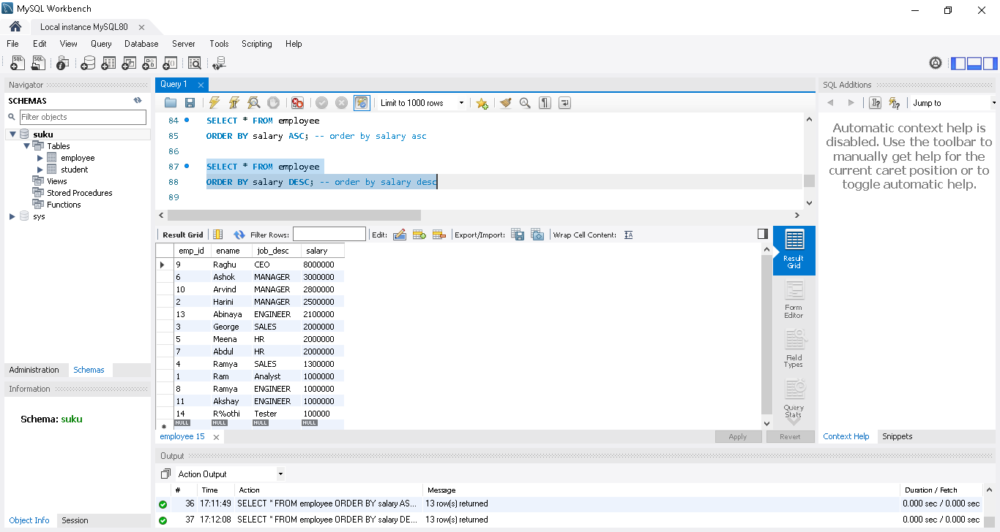 MySQL Workbench
Local instance MySQL80
File Edit View Query Database Server Tools Scripting Help
Navigator
SCHEMAS
Filter objects
suku
Tables
employee
student
Views
Stored Procedures
Functions
sys
Administration Schemas
Information
Schema: suku
Object Info Session
Query 1
Limit to 1000 rows
84 SELECT * FROM employee
85 ORDER BY salary ASC; -- order by salary asc
86
87 SELECT * FROM employee
88 ORDER BY salary DESC; -- order by salary desc
89
Result Grid Filter Rows: Edit: Export/Import: Wrap Cell Content:
emp_id ename job_desc salary
9 Raghu CEO 8000000
6 Ashok MANAGER 3000000
10 Arvind MANAGER 2800000
2 Harini MANAGER 2500000
13 Abinaya ENGINEER 2100000
3 George SALES 2000000
5 Meena HR 2000000
7 Abdul HR 2000000
4 Ramya SALES 1300000
1 Ram Analyst 1000000
8 Ramya ENGINEER 1000000
11 Akshay ENGINEER 1000000
14 R%othi Tester 100000
NULL NULL NULL NULL
Result
Grid
Form
Editor
Field
Types
Query
Stats
employee 15 Apply Revert
SQL Additions
Jump to
Automatic context help is
disabled. Use the toolbar to
manually get help for the
current caret position or to
toggle automatic help.
Context Help Snippets
Output
Action Output
# Time Action Message Duration / Fetch
36 17:11:49 SELECT * FROM employee ORDER BY salary AS... 13 row(s) returned 0.000 sec / 0.000 sec
37 17:12:08 SELECT * FROM employee ORDER BY salary DE... 13 row(s) returned 0.000 sec / 0.000 sec